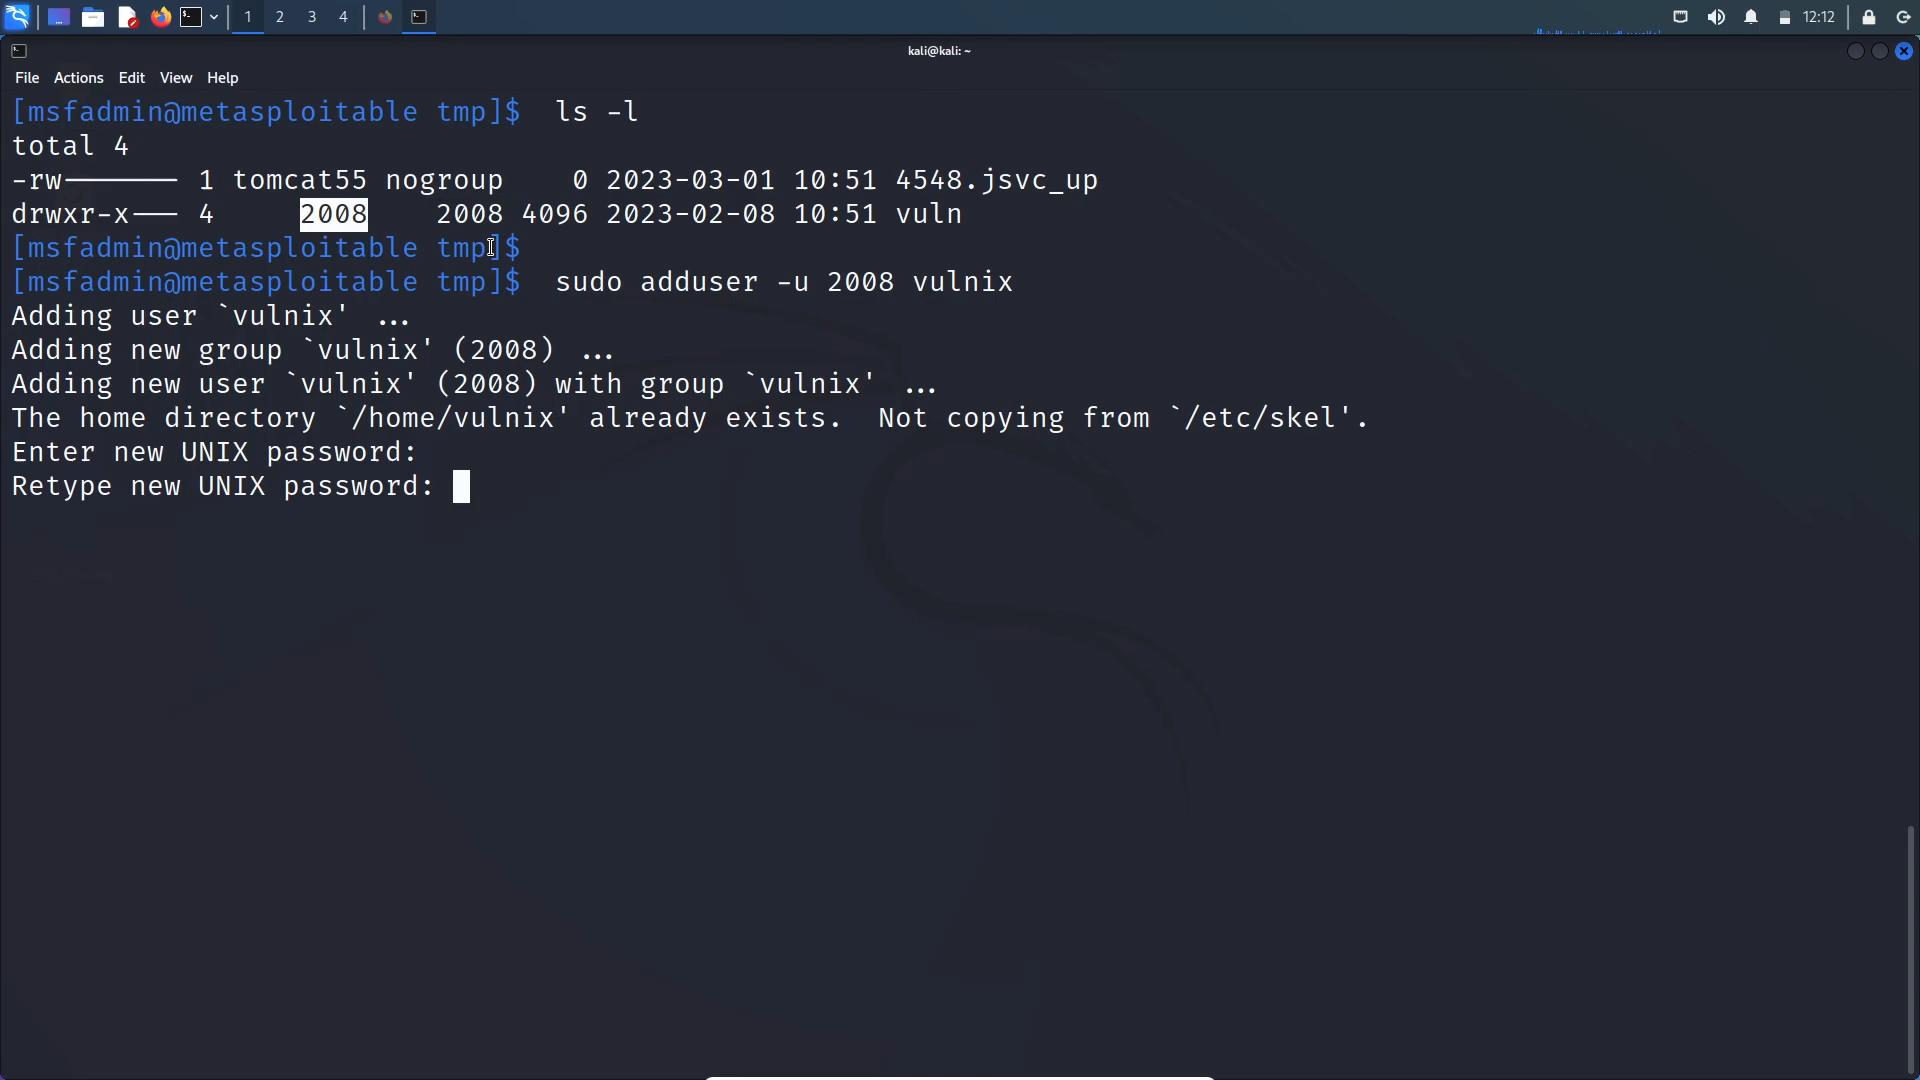 1 2 3 4 12:12
kali@kali: ~
File Actions Edit View Help
[msfadmin@metasploitable tmp]$ ls -l
total 4
-rw------- 1 tomcat55 nogroup 0 2023-03-01 10:51 4548.jsvc_up
drwxr-x--- 4 2008 2008 4096 2023-02-08 10:51 vuln
[msfadmin@metasploitable tmp]$
[msfadmin@metasploitable tmp]$ sudo adduser -u 2008 vulnix
Adding user `vulnix' ...
Adding new group `vulnix' (2008) ...
Adding new user `vulnix' (2008) with group `vulnix' ...
The home directory `/home/vulnix' already exists. Not copying from `/etc/skel'.
Enter new UNIX password:
Retype new UNIX password: